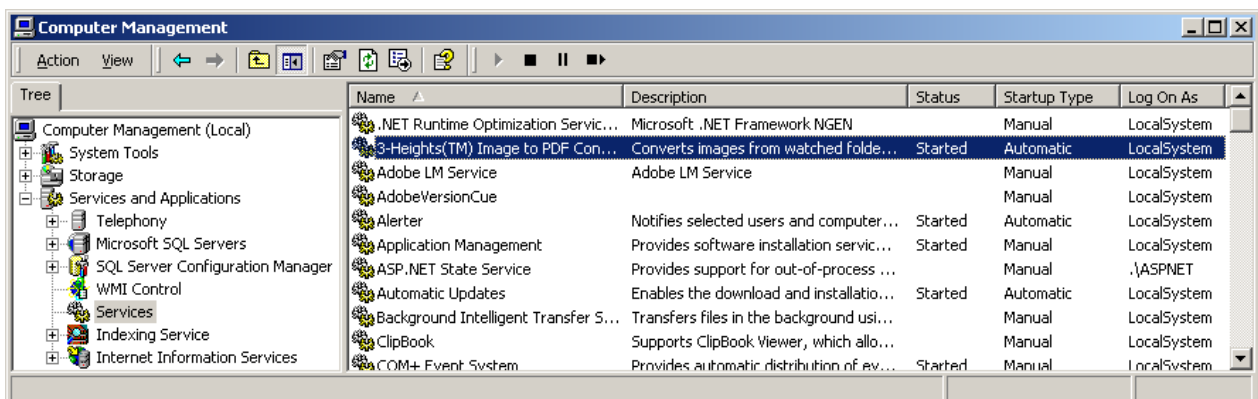 Computer Management
Action View
Tree
Computer Management (Local)
System Tools
Storage
Services and Applications
Telephony
Microsoft SQL Servers
SQL Server Configuration Manager
WMI Control
Services
Indexing Service
Internet Information Services
Name Description Status Startup Type Log On As
.NET Runtime Optimization Servic... Microsoft .NET Framework NGEN Manual LocalSystem
3-Heights(TM) Image to PDF Con... Converts images from watched folde... Started Automatic LocalSystem
Adobe LM Service Adobe LM Service Manual LocalSystem
AdobeVersionCue Manual LocalSystem
Alerter Notifies selected users and computer... Started Automatic LocalSystem
Application Management Provides software installation servic... Started Manual LocalSystem
ASP.NET State Service Provides support for out-of-process ... Manual .\ASPNET
Automatic Updates Enables the download and installatio... Started Automatic LocalSystem
Background Intelligent Transfer S... Transfers files in the background usi... Manual LocalSystem
ClipBook Supports ClipBook Viewer, which allo... Manual LocalSystem
COM+ Event System Provides automatic distribution of ev... Started Manual LocalSystem